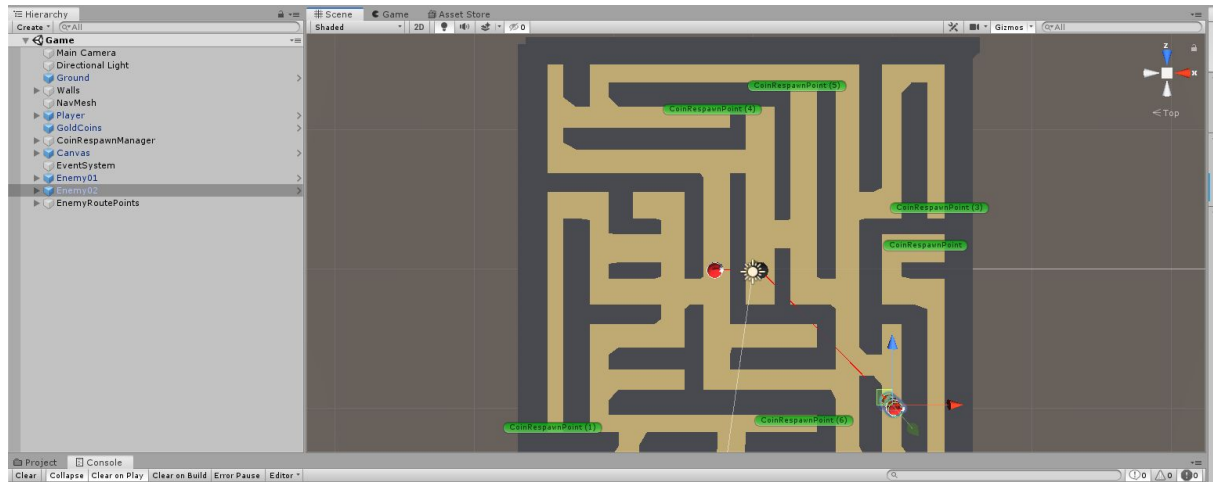 Hierarchy
Create All
Game
Main Camera
Directional Light
Ground
Walls
NavMesh
Player
GoldCoins
CoinRespawnManager
Canvas
EventSystem
Enemy01
Enemy02
EnemyRoutePoints
Scene Game Asset Store
Shaded 2D 0 Gizmos All
z
x
Top
CoinRespawnPoint (5)
CoinRespawnPoint (4)
CoinRespawnPoint (3)
CoinRespawnPoint
CoinRespawnPoint (6)
CoinRespawnPoint (1)
Project Console
Clear Collapse Clear on Play Clear on Build Error Pause Editor 0 0 0